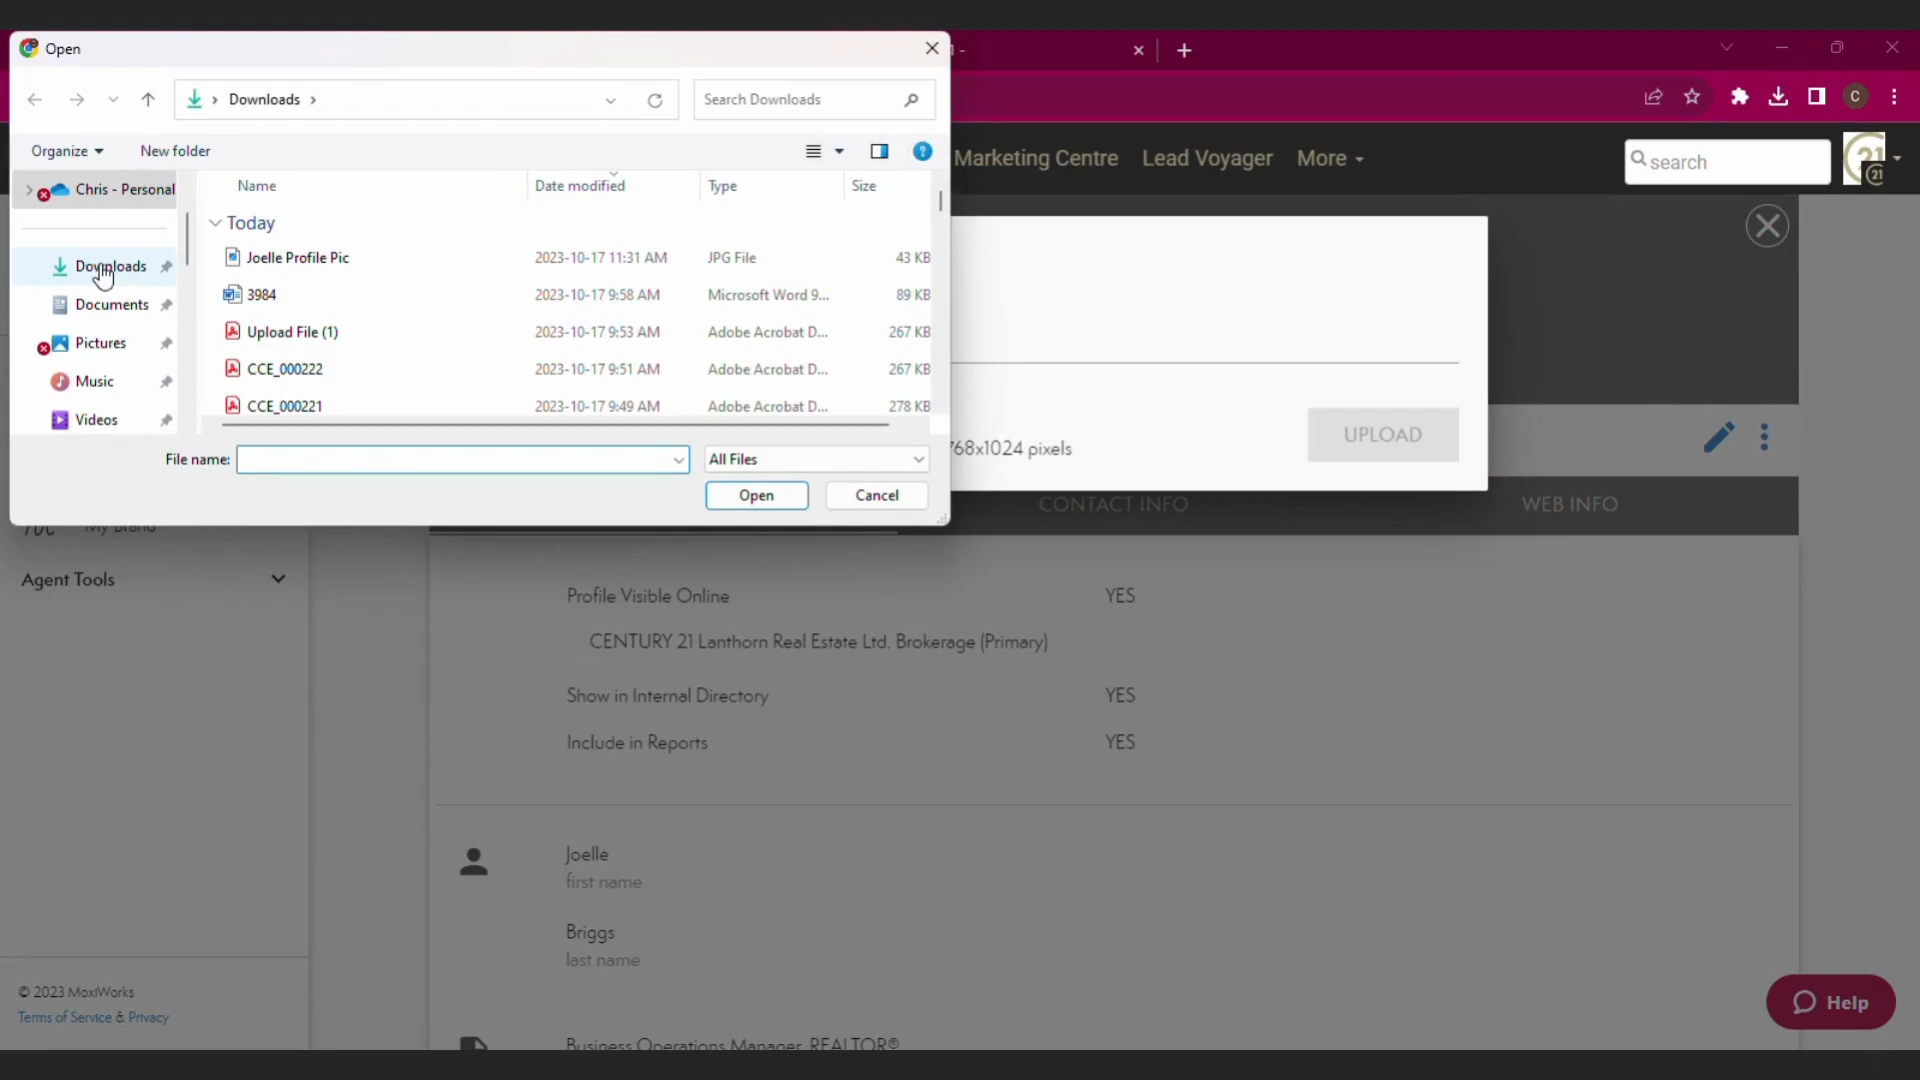 Open
Downloads
Search Downloads
Organize
New folder
Chris - Personal
Downloads
Documents
Pictures
Music
Videos
Name Date modified Type Size
Today
Joelle Profile Pic 2023-10-17 11:31 AM JPG File 43 KB
3984 2023-10-17 9:58 AM Microsoft Word 9... 89 KB
Upload File (1) 2023-10-17 9:53 AM Adobe Acrobat D... 267 KB
CCE_000222 2023-10-17 9:51 AM Adobe Acrobat D... 267 KB
CCE_000221 2023-10-17 9:49 AM Adobe Acrobat D... 278 KB
File name:
All Files
Open
Cancel
C
Marketing Centre
Lead Voyager
More
search
21
68x1024 pixels
UPLOAD
CONTACT INFO
WEB INFO
My Brand
Agent Tools
Profile Visible Online YES
CENTURY 21 Lanthorn Real Estate Ltd. Brokerage (Primary)
Show in Internal Directory YES
Include in Reports YES
Joelle
first name
Briggs
last name
Business Operations Manager, REALTOR®
© 2023 MoxiWorks
Terms of Service & Privacy
Help